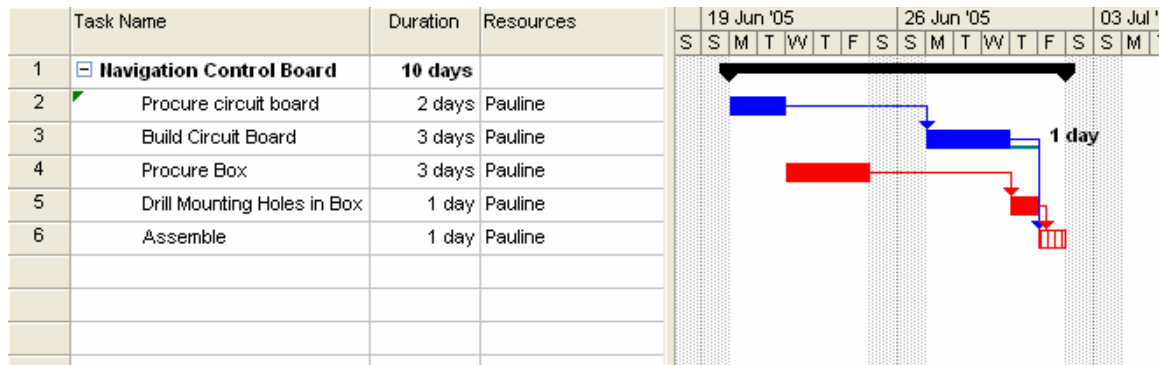 Task Name Duration Resources 19 Jun '05 26 Jun '05 03 Jul '
S S M T W T F S S M T W T F S S M
1 Navigation Control Board 10 days
2 Procure circuit board 2 days Pauline
3 Build Circuit Board 3 days Pauline 1 day
4 Procure Box 3 days Pauline
5 Drill Mounting Holes in Box 1 day Pauline
6 Assemble 1 day Pauline